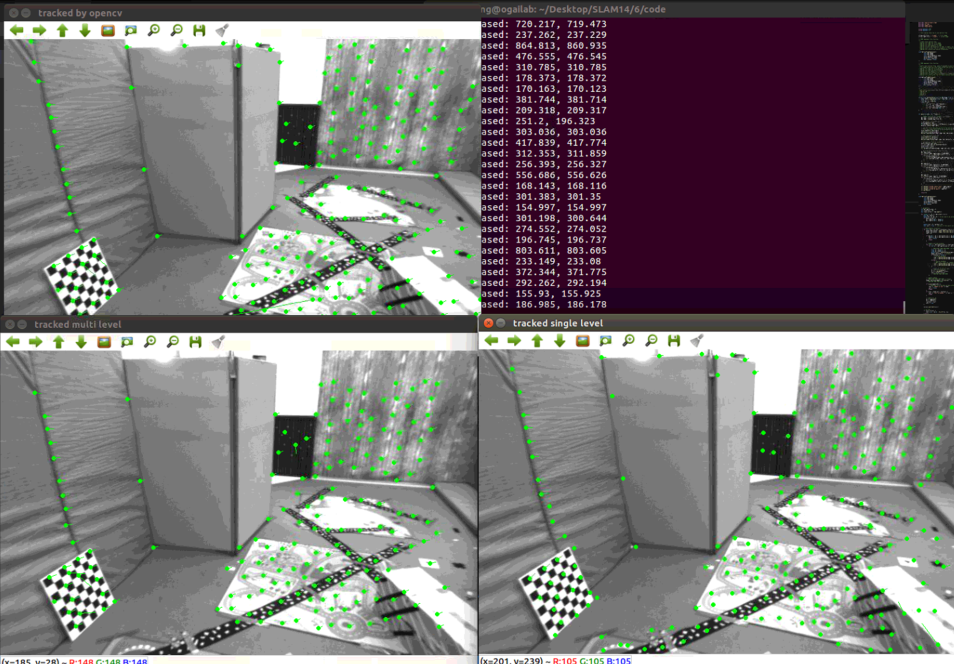 tracked by opencv
ng@ogailab: ~/Desktop/SLAM14/6/code
ased: 720.217, 719.473
ased: 237.262, 237.229
ased: 864.813, 860.935
ased: 476.555, 476.545
ased: 310.785, 310.785
ased: 178.373, 178.372
ased: 170.163, 170.123
ased: 381.744, 381.714
ased: 209.318, 209.317
ased: 251.2, 196.323
ased: 303.036, 303.036
ased: 417.839, 417.774
ased: 312.353, 311.859
ased: 256.393, 256.327
ased: 556.686, 556.626
ased: 168.143, 168.116
ased: 301.383, 301.35
ased: 154.997, 154.997
ased: 301.198, 300.644
ased: 274.552, 274.052
ased: 196.745, 196.737
ased: 803.611, 803.605
ased: 233.149, 233.08
ased: 372.344, 371.775
ased: 292.262, 292.194
ased: 155.93, 155.925
ased: 186.985, 186.178
tracked multi level
tracked single level
(x=185, y=28) ~ R:148 G:148 B:148
(x=201, y=239) ~ R:105 G:105 B:105